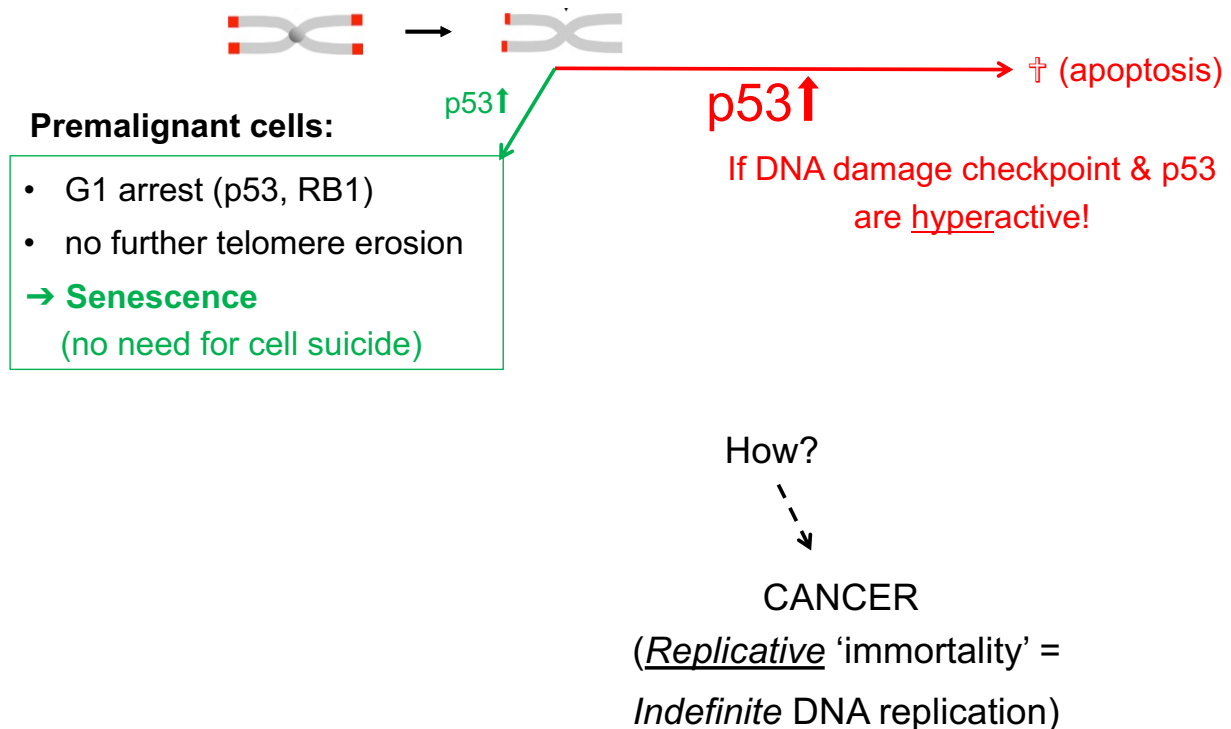 p53⬆
p53⬆
✝ (apoptosis)
Premalignant cells:
• G1 arrest (p53, RB1)
• no further telomere erosion
➔ Senescence
(no need for cell suicide)
If DNA damage checkpoint & p53
are hyperactive!
How?
CANCER
(Replicative ‘immortality’ =
Indefinite DNA replication)